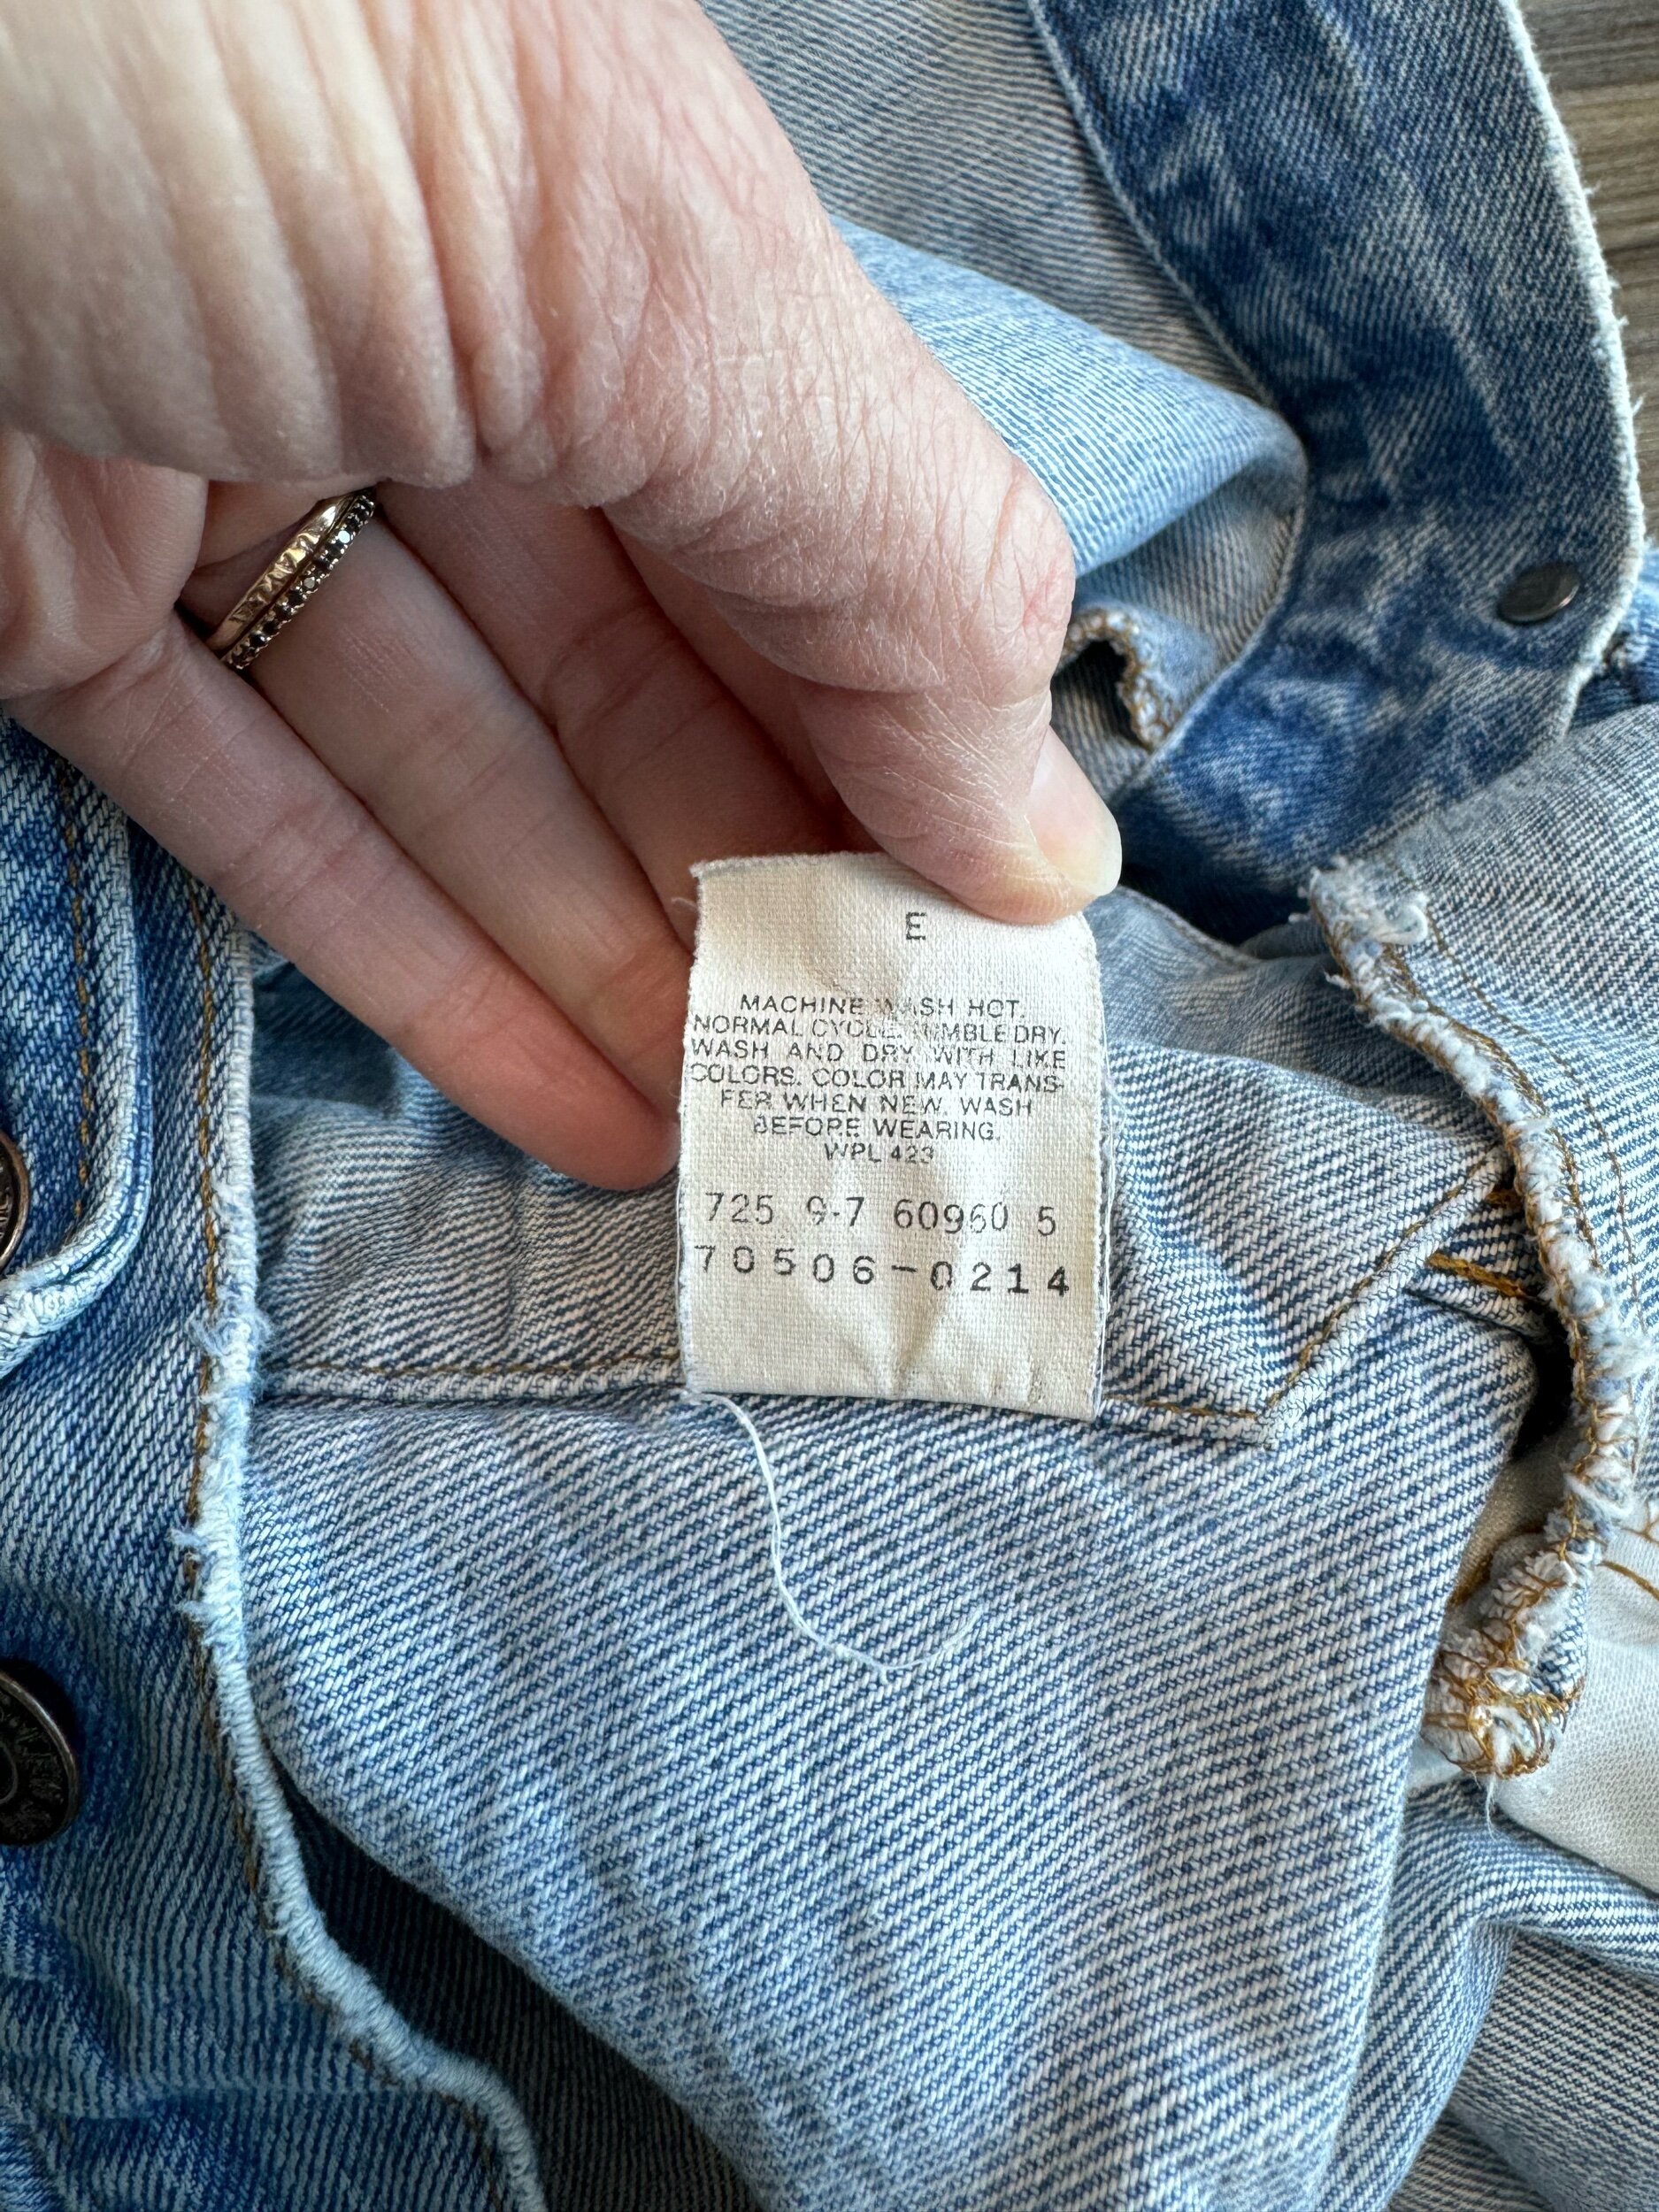 E
MACHINE WASH HOT.
NORMAL CYCLE. TUMBLE DRY.
WASH AND DRY WITH LIKE
COLORS. COLOR MAY TRANS-
FER WHEN NEW. WASH
BEFORE WEARING.
WPL 423
725 9-7 60960 5
70506-0214